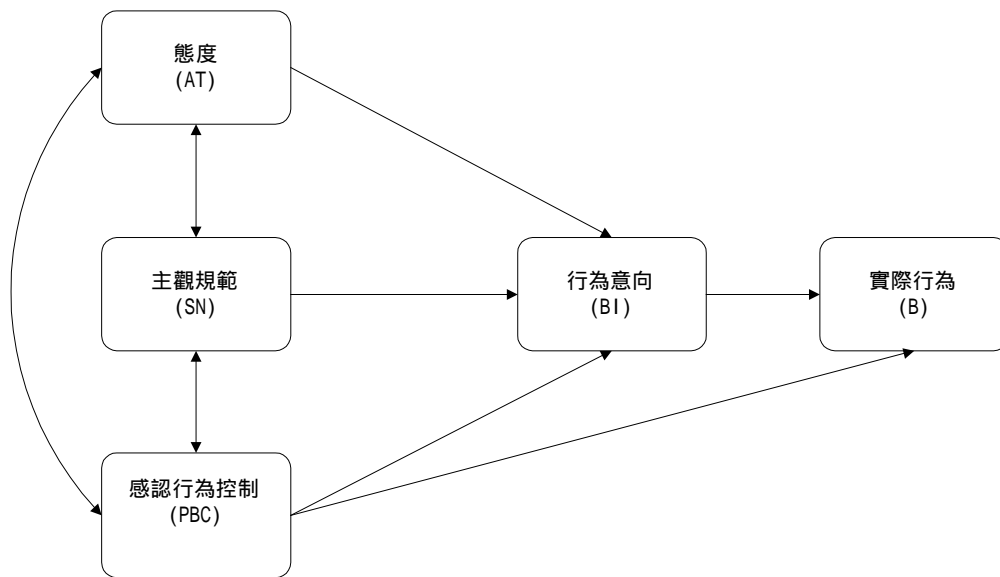 態度
(AT)
主觀規範
(SN)
行為意向
(BI)
實際行為
(B)
感認行為控制
(PBC)